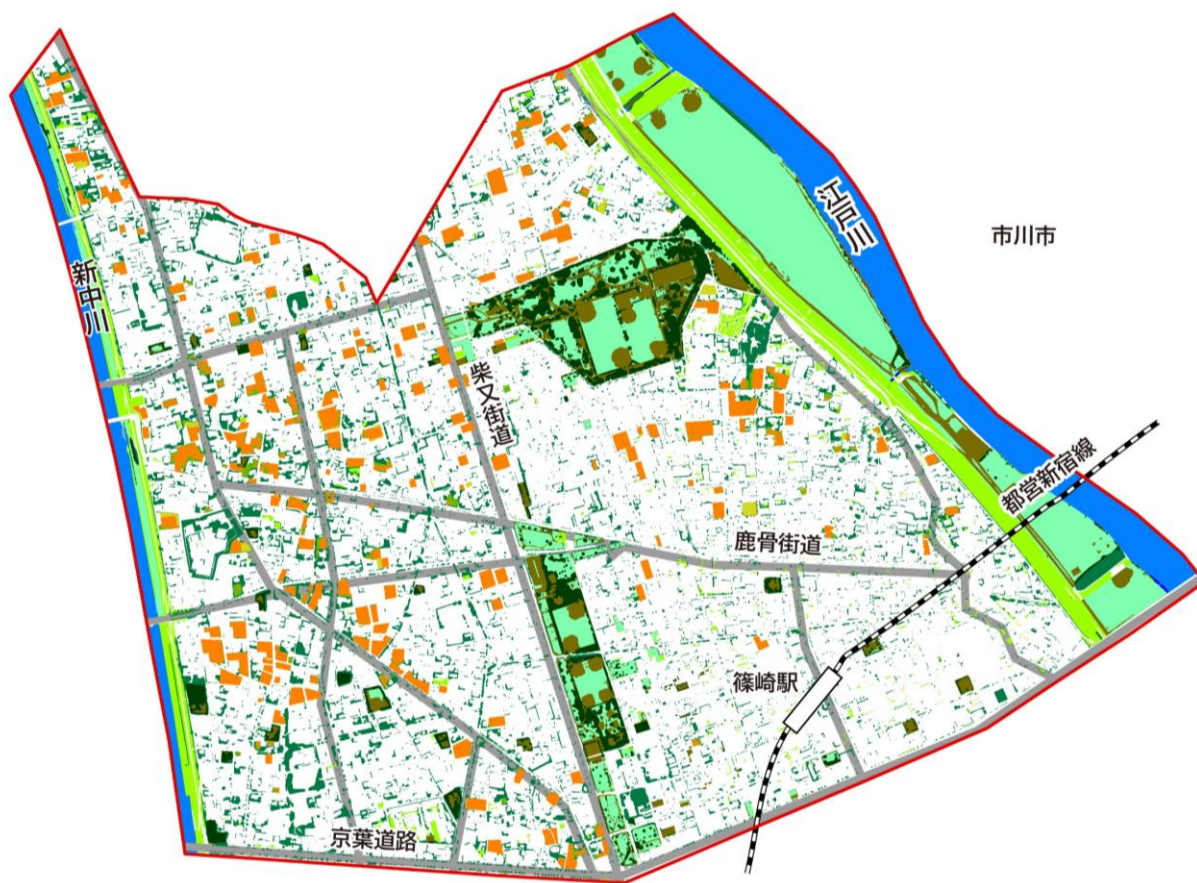 江戸川
市川市
新中川
柴又街道
都営新宿線
鹿骨街道
篠崎駅
京葉道路